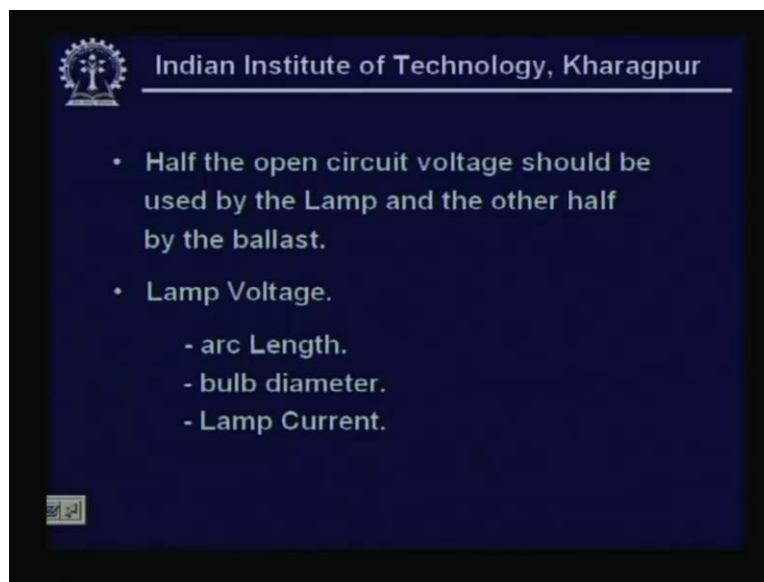 Indian Institute of Technology, Kharagpur
• Half the open circuit voltage should be
used by the Lamp and the other half
by the ballast.
• Lamp Voltage.
- arc Length.
- bulb diameter.
- Lamp Current.